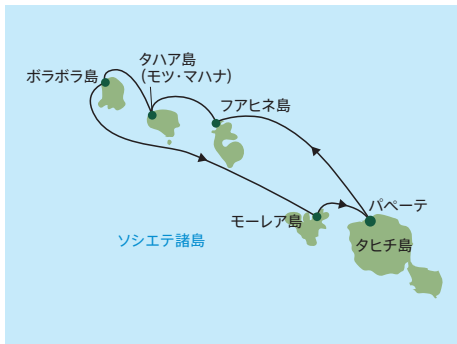 タハア島
（モツ・マハナ）
ボラボラ島
フアヒネ島
パペーテ
モーレア島
タヒチ島
ソシエテ諸島